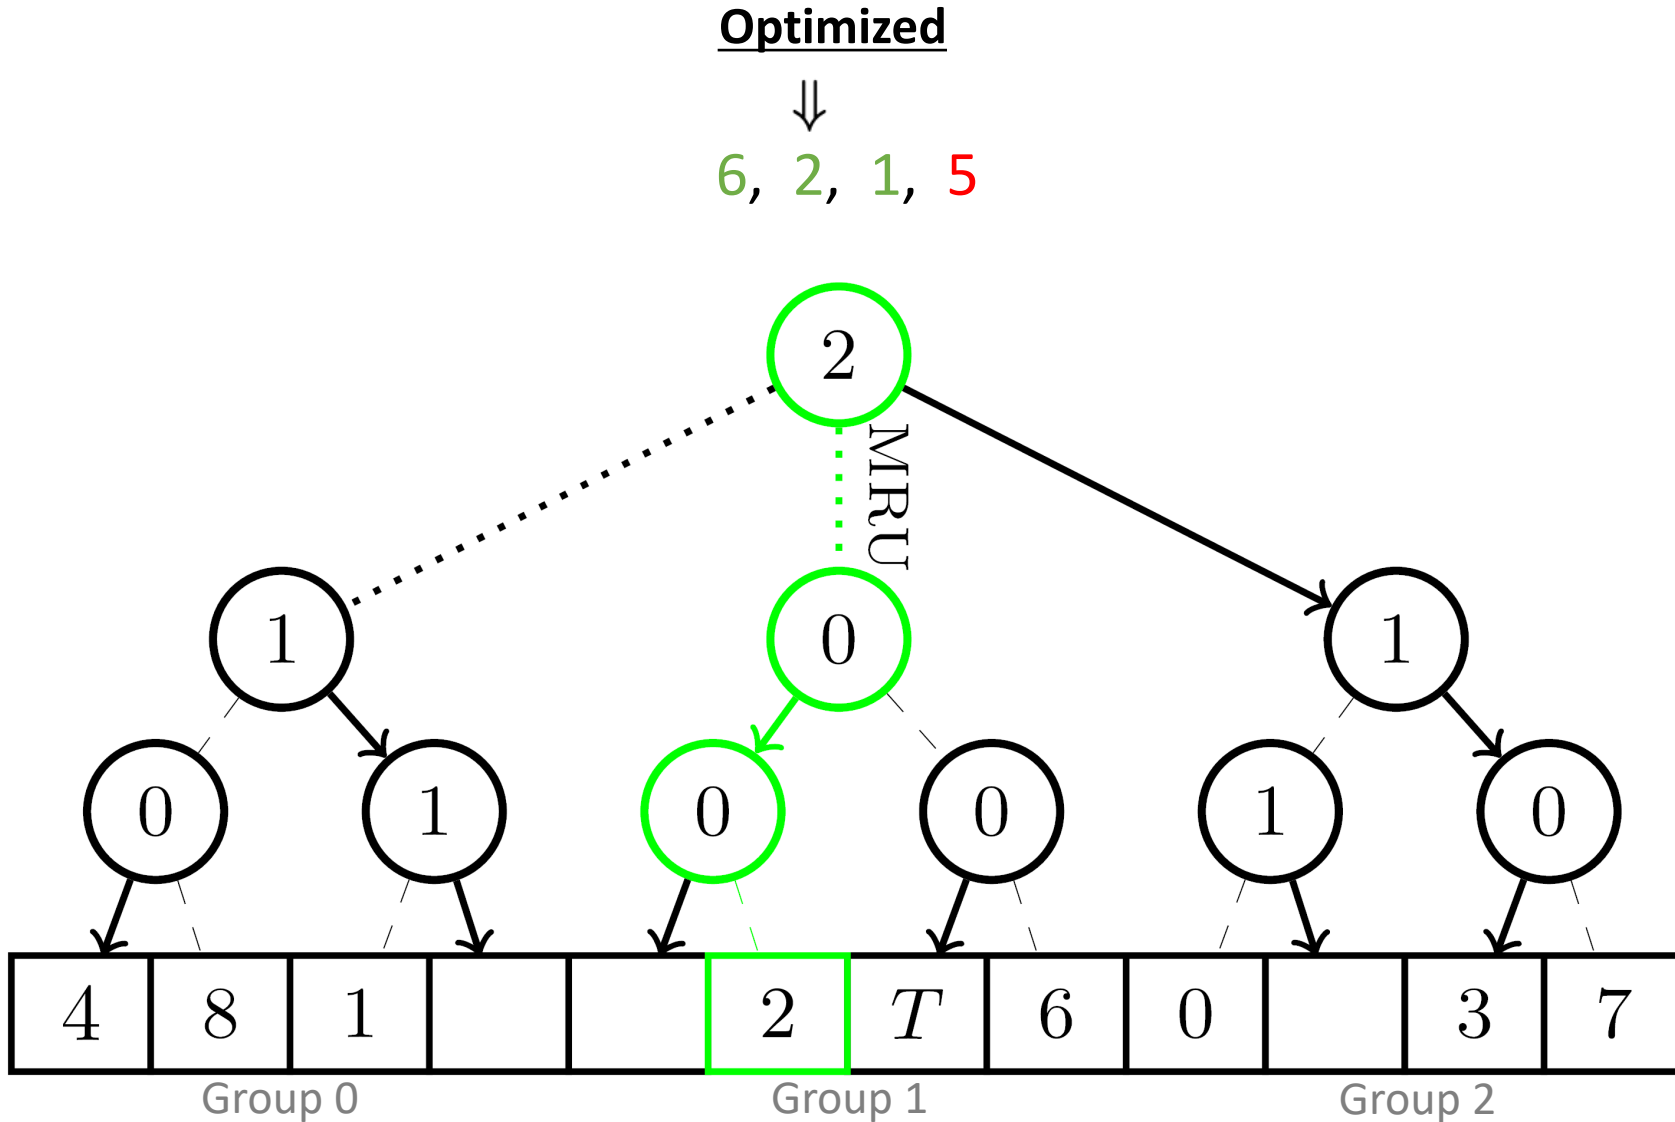 Optimized
⇓
6, 2, 1, 5
2
MRU
1 0 1
0 1 0 0 1 0
4 8 1 2 T 6 0 3 7
Group 0 Group 1 Group 2